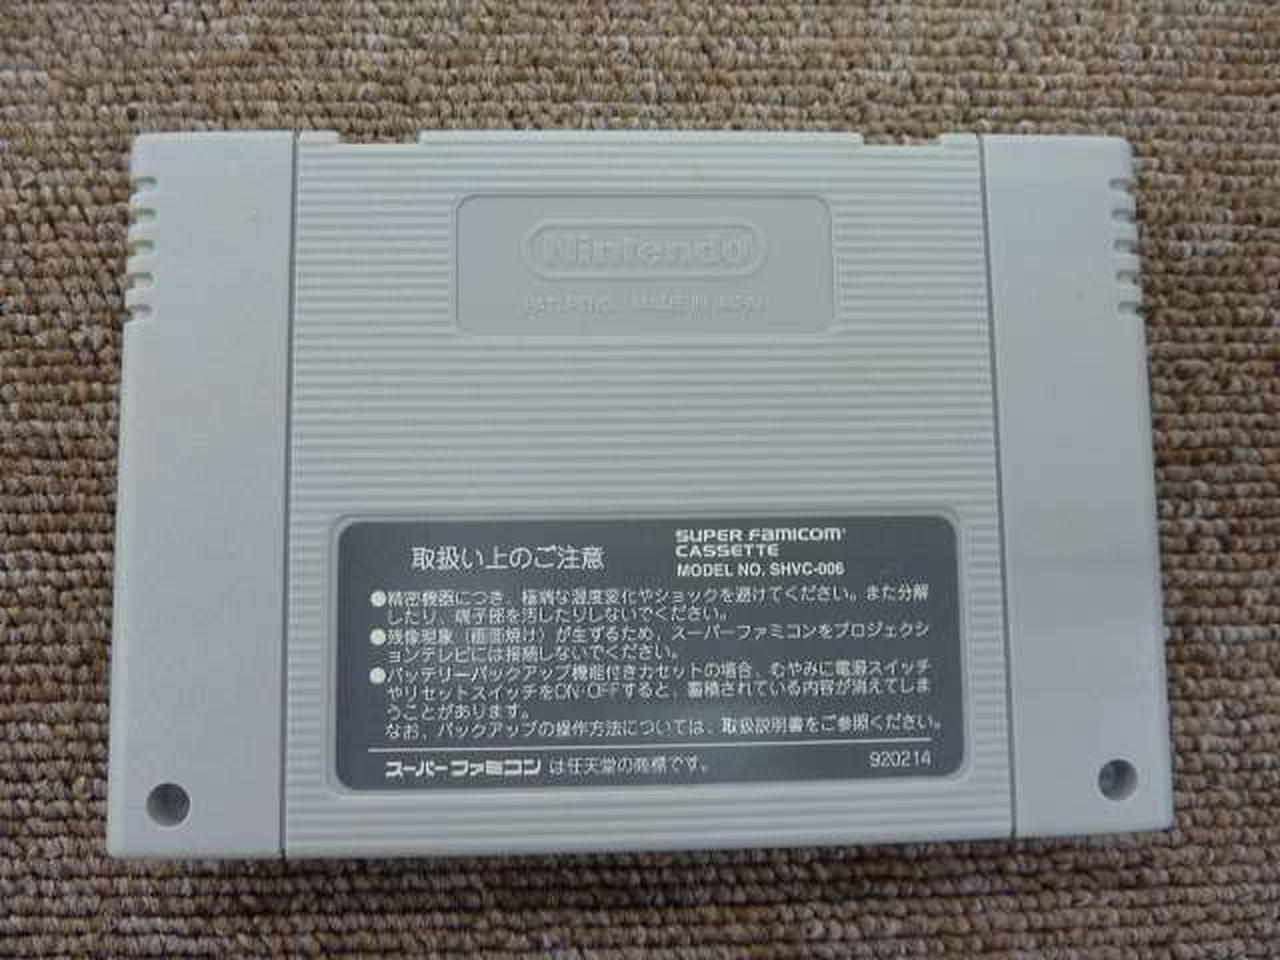 Nintendo
PAT. PEND. MADE IN JAPAN
取扱い上のご注意
SUPER FAMICOM
CASSETTE
MODEL NO. SHVC-006
●精密機器につき、極端な温度変化やショックを避けてください。また分解
したり、端子部を汚したりしないでください。
●残像現象（画面焼け）が生ずるため、スーパーファミコンをプロジェクシ
ョンテレビには接続しないでください。
●バッテリーバックアップ機能付きカセットの場合、むやみに電源スイッチ
やリセットスイッチをON・OFFすると、蓄積されている内容が消えてしま
うことがあります。
なお、バックアップの操作方法については、取扱説明書をご参照ください。
スーパーファミコン は任天堂の商標です。
920214